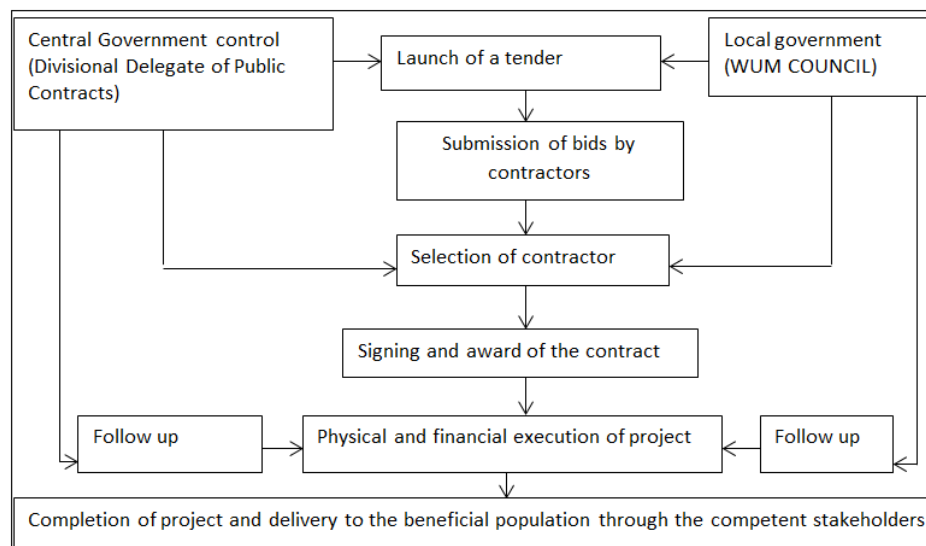 Central Government control
(Divisional Delegate of Public
Contracts)
Launch of a tender
Local government
(WUM COUNCIL)
Submission of bids by
contractors
Selection of contractor
Signing and award of the contract
Follow up
Physical and financial execution of project
Follow up
Completion of project and delivery to the beneficial population through the competent stakeholders